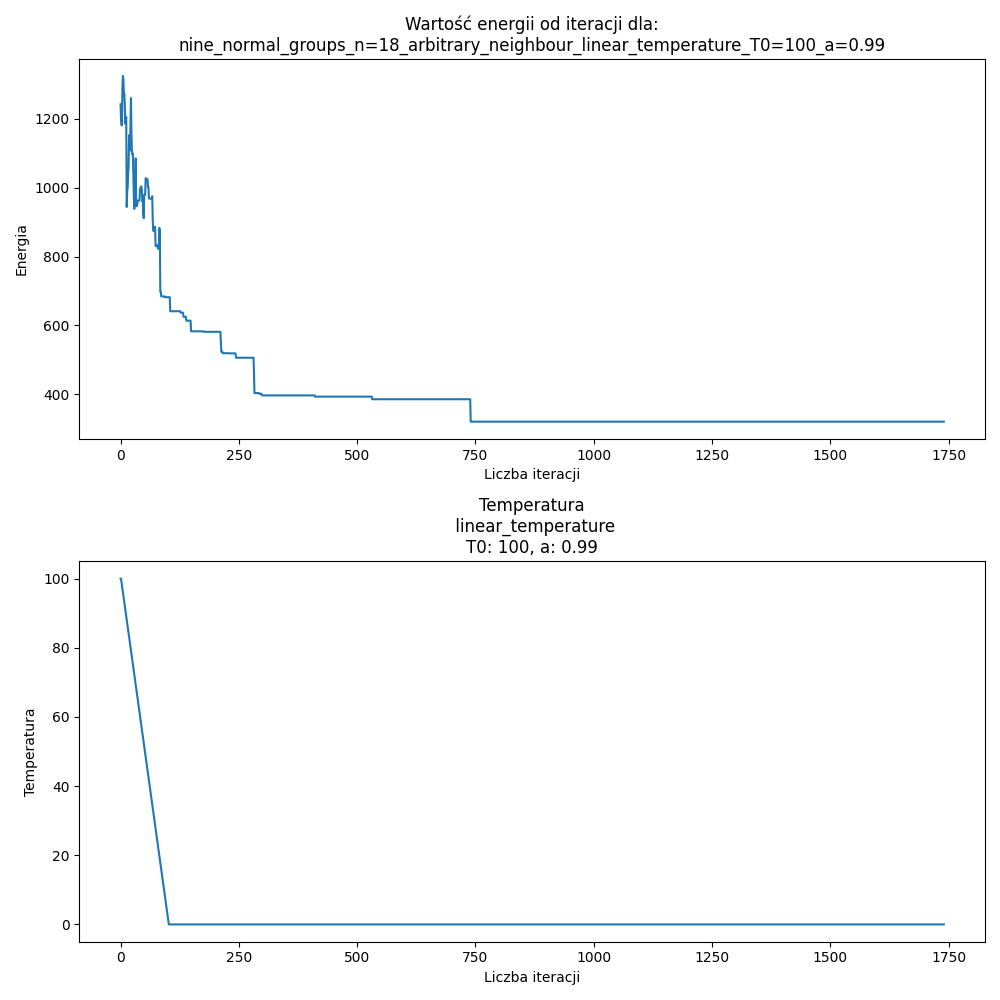 Wartość energii od iteracji dla:
nine_normal_groups_n=18_arbitrary_neighbour_linear_temperature_T0=100_a=0.99
1200
1000
800
600
400
Energia
0 250 500 750 1000 1250 1500 1750
Liczba iteracji
Temperatura
linear_temperature
T0: 100, a: 0.99
100
80
60
40
20
0
Temperatura
0 250 500 750 1000 1250 1500 1750
Liczba iteracji